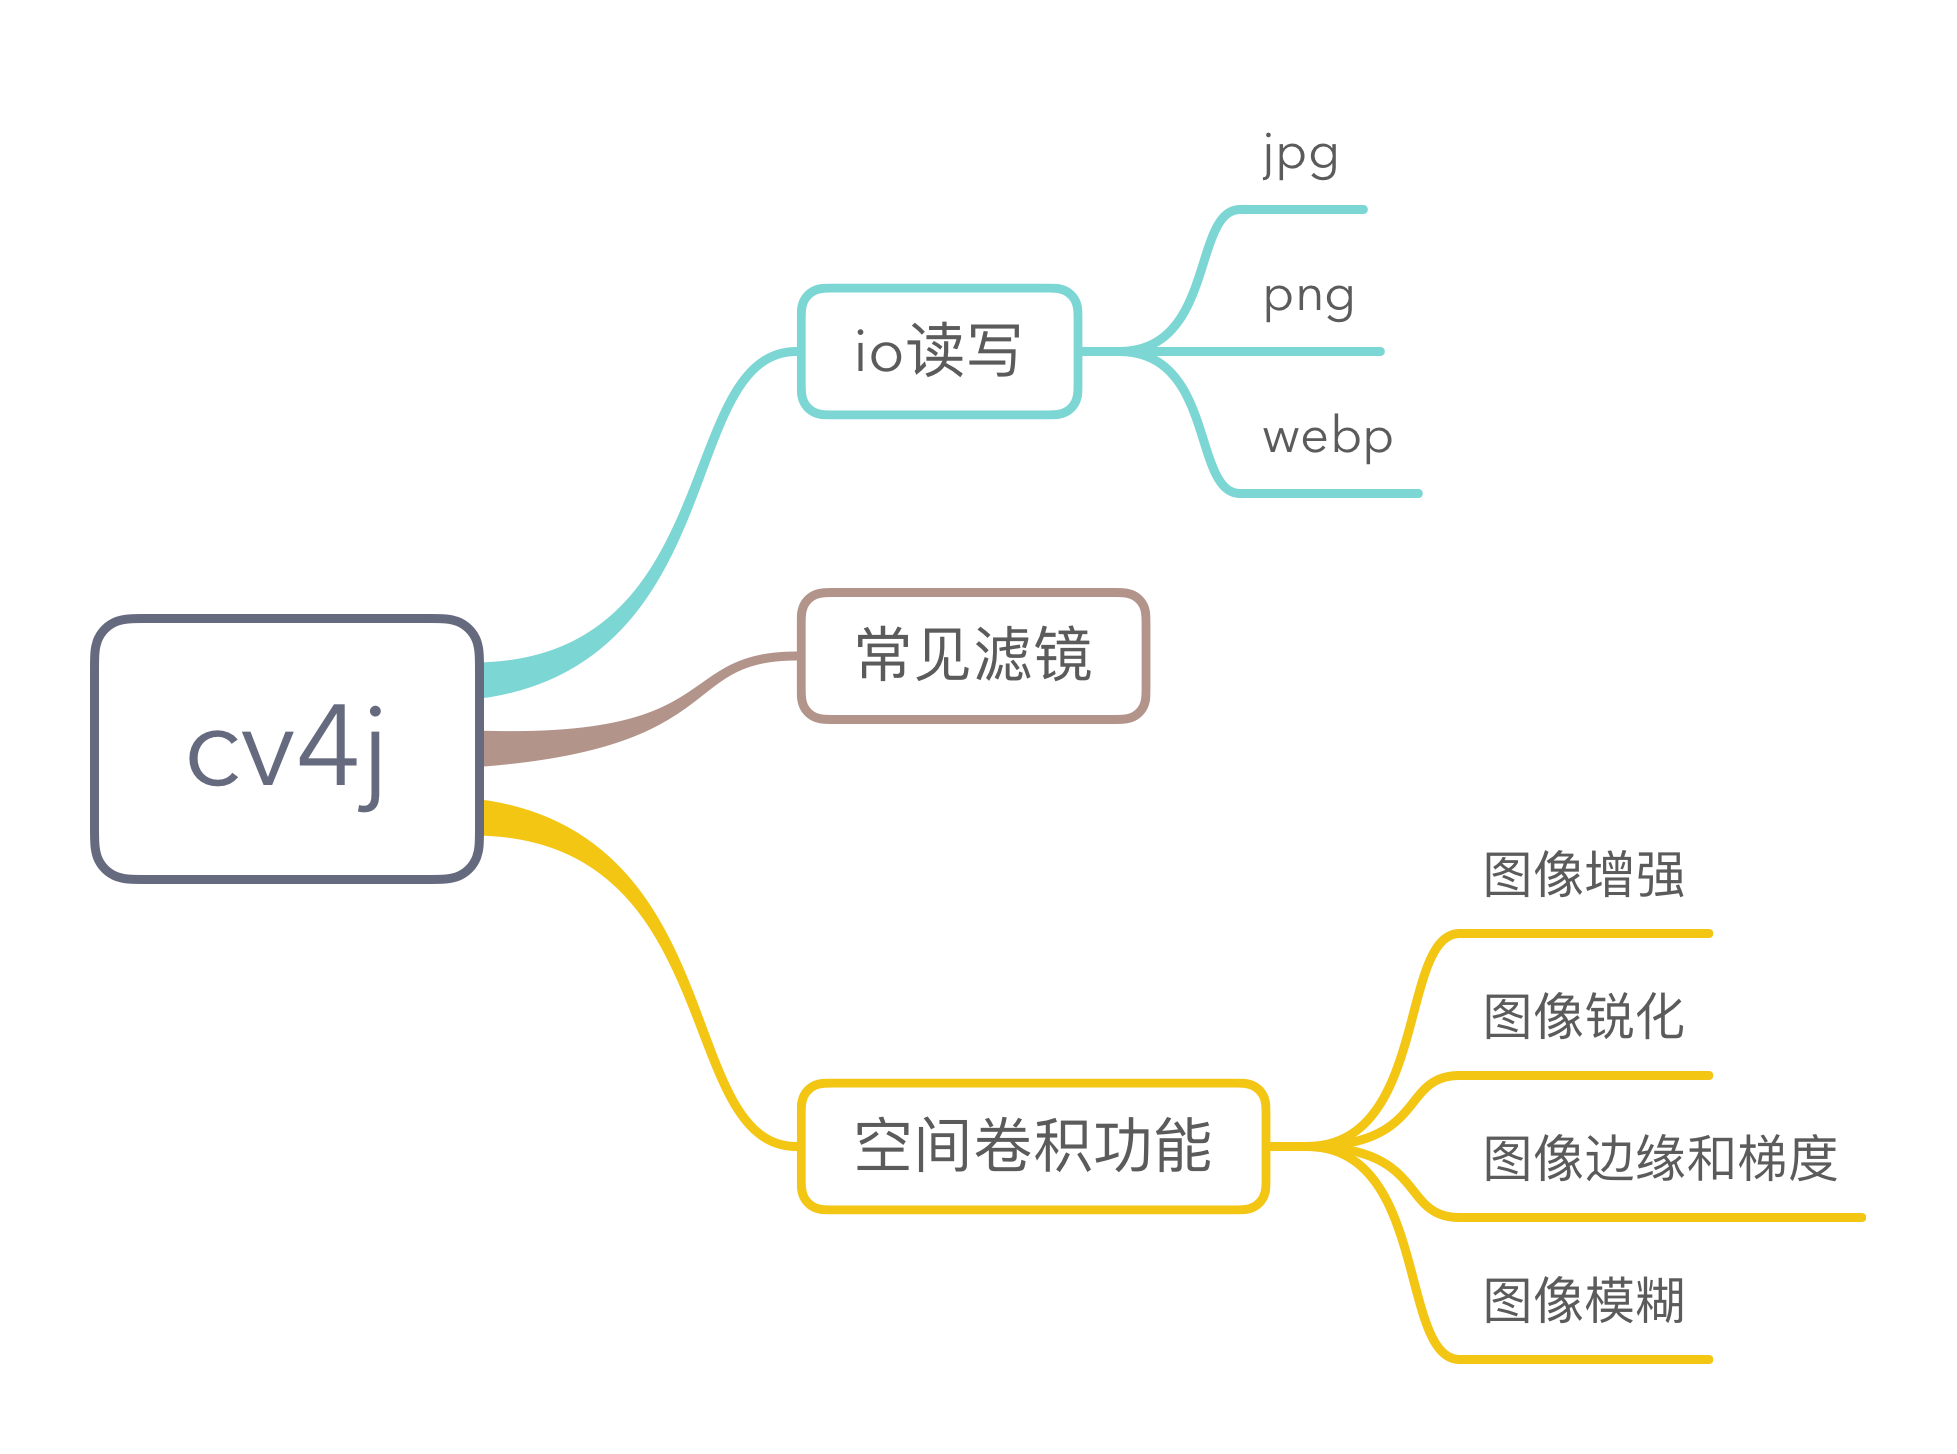 cv4j
io读写
jpg
png
webp
常见滤镜
空间卷积功能
图像增强
图像锐化
图像边缘和梯度
图像模糊